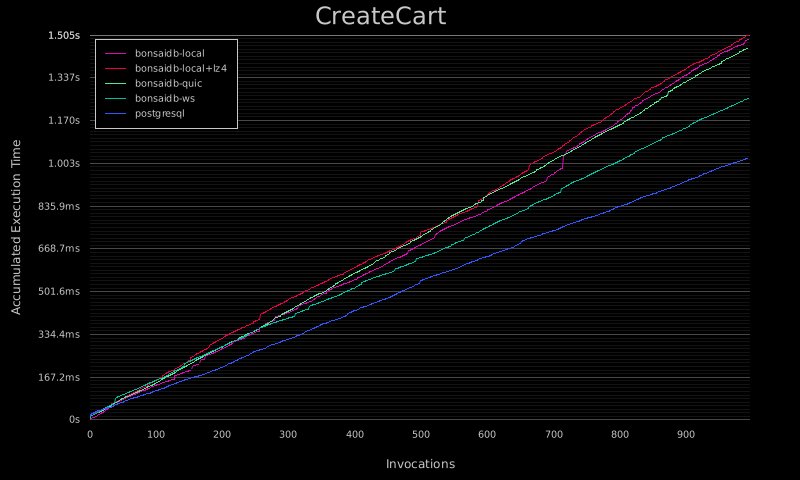 CreateCart
1.505s
bonsaidb-local
bonsaidb-local+lz4
bonsaidb-quic
bonsaidb-ws
postgresql
1.337s
1.170s
1.003s
835.9ms
668.7ms
501.6ms
334.4ms
167.2ms
0s
Accumulated Execution Time
0 100 200 300 400 500 600 700 800 900
Invocations